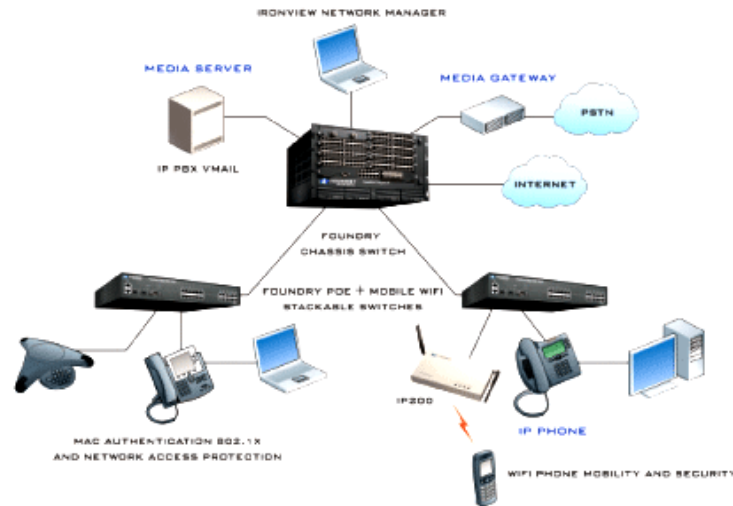 IRONVIEW NETWORK MANAGER
MEDIA SERVER
MEDIA GATEWAY
PSTN
IP PBX VMAIL
INTERNET
FOUNDRY
CHASSIS SWITCH
FOUNDRY POE + MOBILE WIFI
STACKABLE SWITCHES
IP200
IP PHONE
MAC AUTHENTICATION 802.1X
AND NETWORK ACCESS PROTECTION
WIFI PHONE MOBILITY AND SECURITY